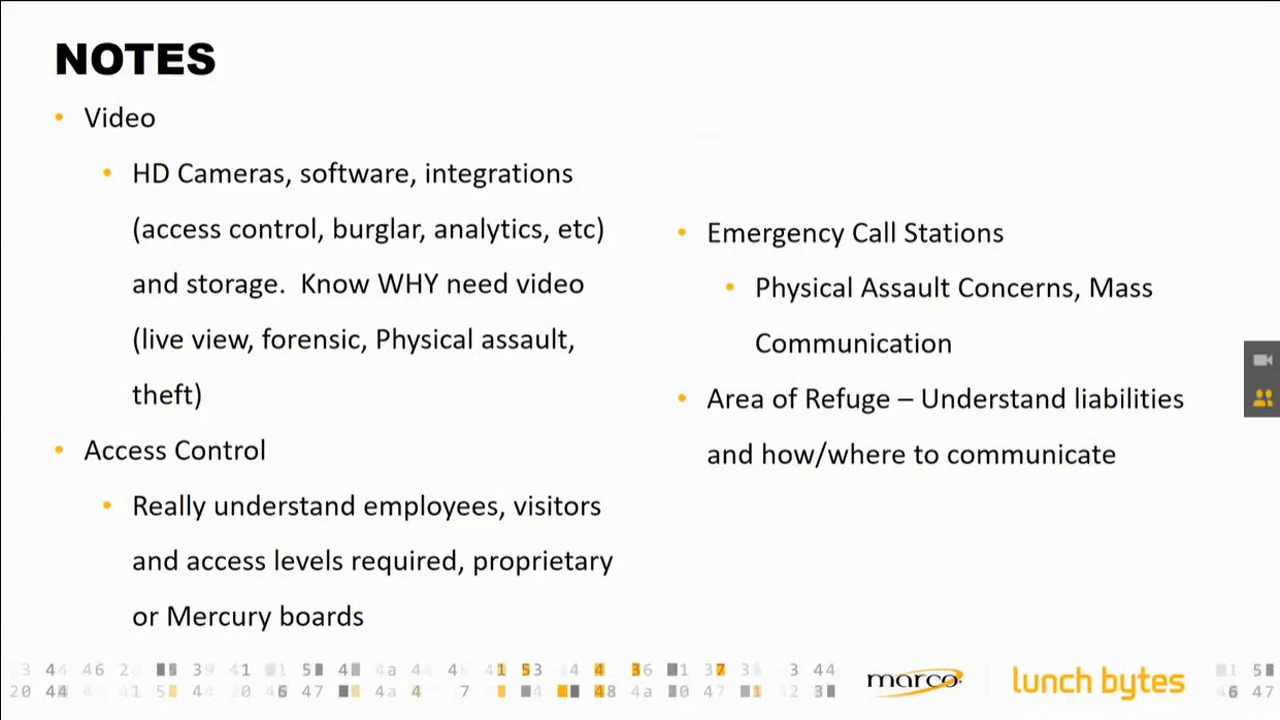 NOTES
• Video
• HD Cameras, software, integrations
(access control, burglar, analytics, etc)
and storage.  Know WHY need video
(live view, forensic, Physical assault,
theft)
• Access Control
• Really understand employees, visitors
and access levels required, proprietary
or Mercury boards
• Emergency Call Stations
• Physical Assault Concerns, Mass
Communication
• Area of Refuge – Understand liabilities
and how/where to communicate
marco
lunch bytes